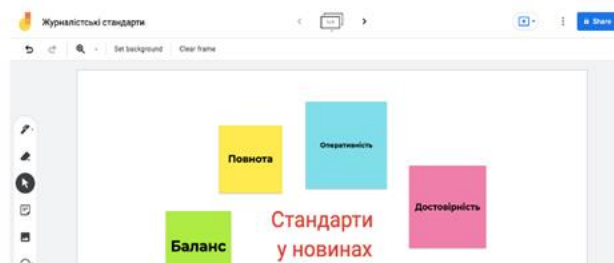 Журналістські стандарти
Share
Set background
Clear frame
Оперативність
Повнота
Достовірність
Стандарти
у новинах
Баланс